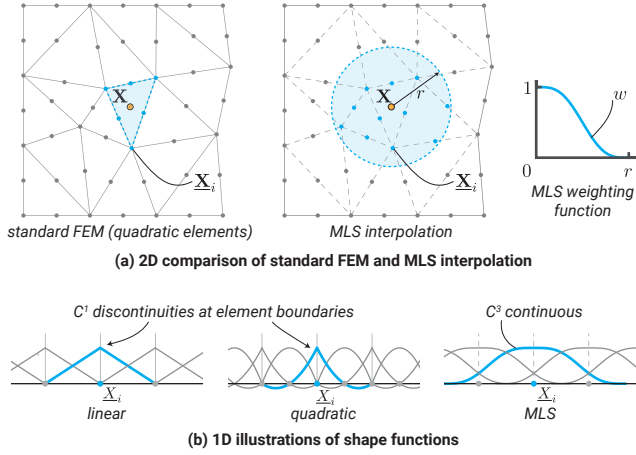 X
X_i
standard FEM (quadratic elements)
X
r
X_i
MLS interpolation
1
w
0
r
MLS weighting
function
(a) 2D comparison of standard FEM and MLS interpolation
C¹ discontinuities at element boundaries
C³ continuous
X_i
linear
X_i
quadratic
X_i
MLS
(b) 1D illustrations of shape functions